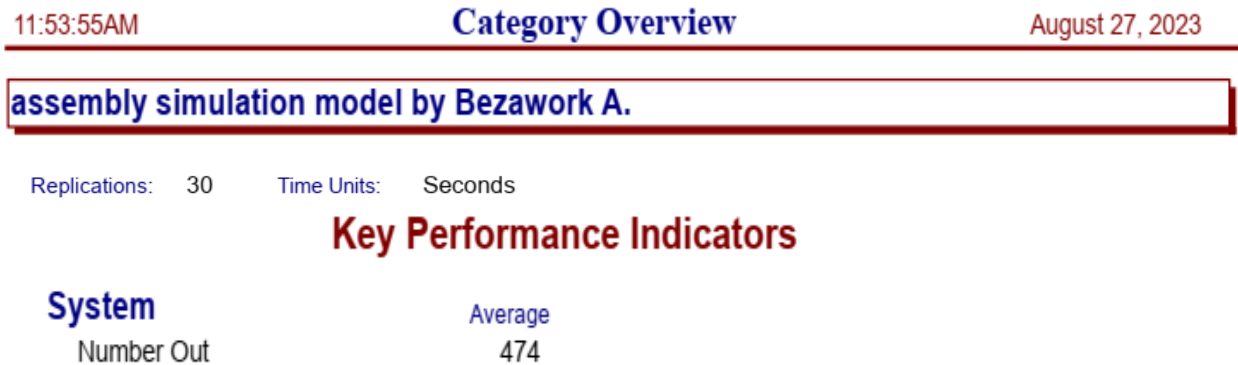 11:53:55AM Category Overview August 27, 2023
assembly simulation model by Bezawork A.
Replications: 30 Time Units: Seconds
Key Performance Indicators
System Average
Number Out 474